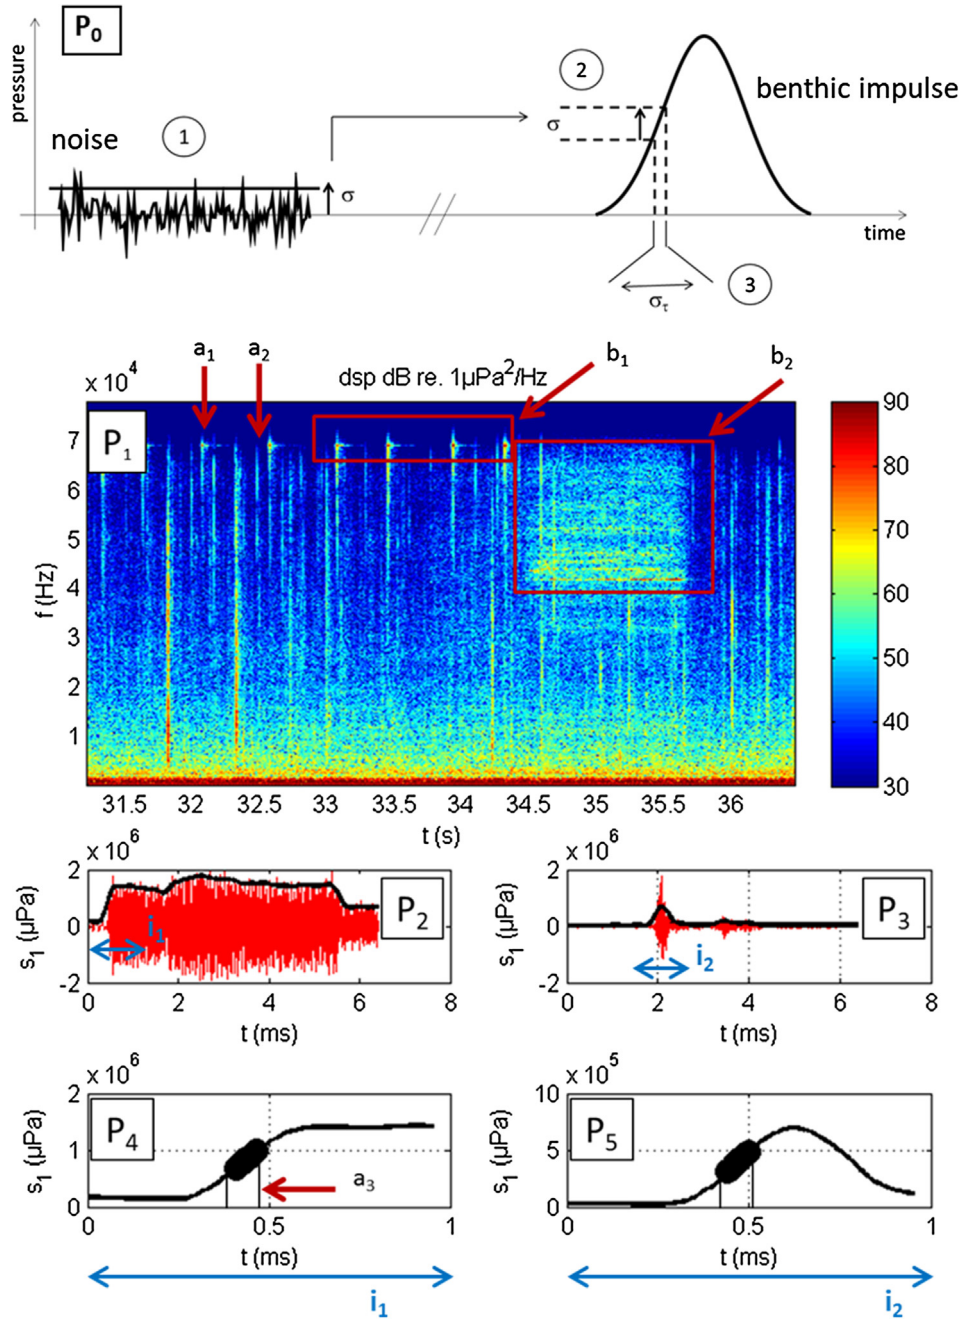 P0
pressure
noise
1
σ
2
σ
benthic impulse
time
3
στ
a1
a2
b1
b2
x 10^4
dsp dB re. 1µPa²/Hz
P1
7
6
5
4
3
2
1
f (Hz)
31.5 32 32.5 33 33.5 34 34.5 35 35.5 36
t (s)
90
80
70
60
50
40
30
x 10^6
2
0
-2
s1 (µPa)
P2
i1
0 2 4 6 8
t (ms)
x 10^6
2
0
-2
s1 (µPa)
P3
i2
0 2 4 6 8
t (ms)
x 10^6
2
1
0
s1 (µPa)
P4
a3
0 0.5 1
t (ms)
i1
x 10^5
10
5
0
s1 (µPa)
P5
0 0.5 1
t (ms)
i2